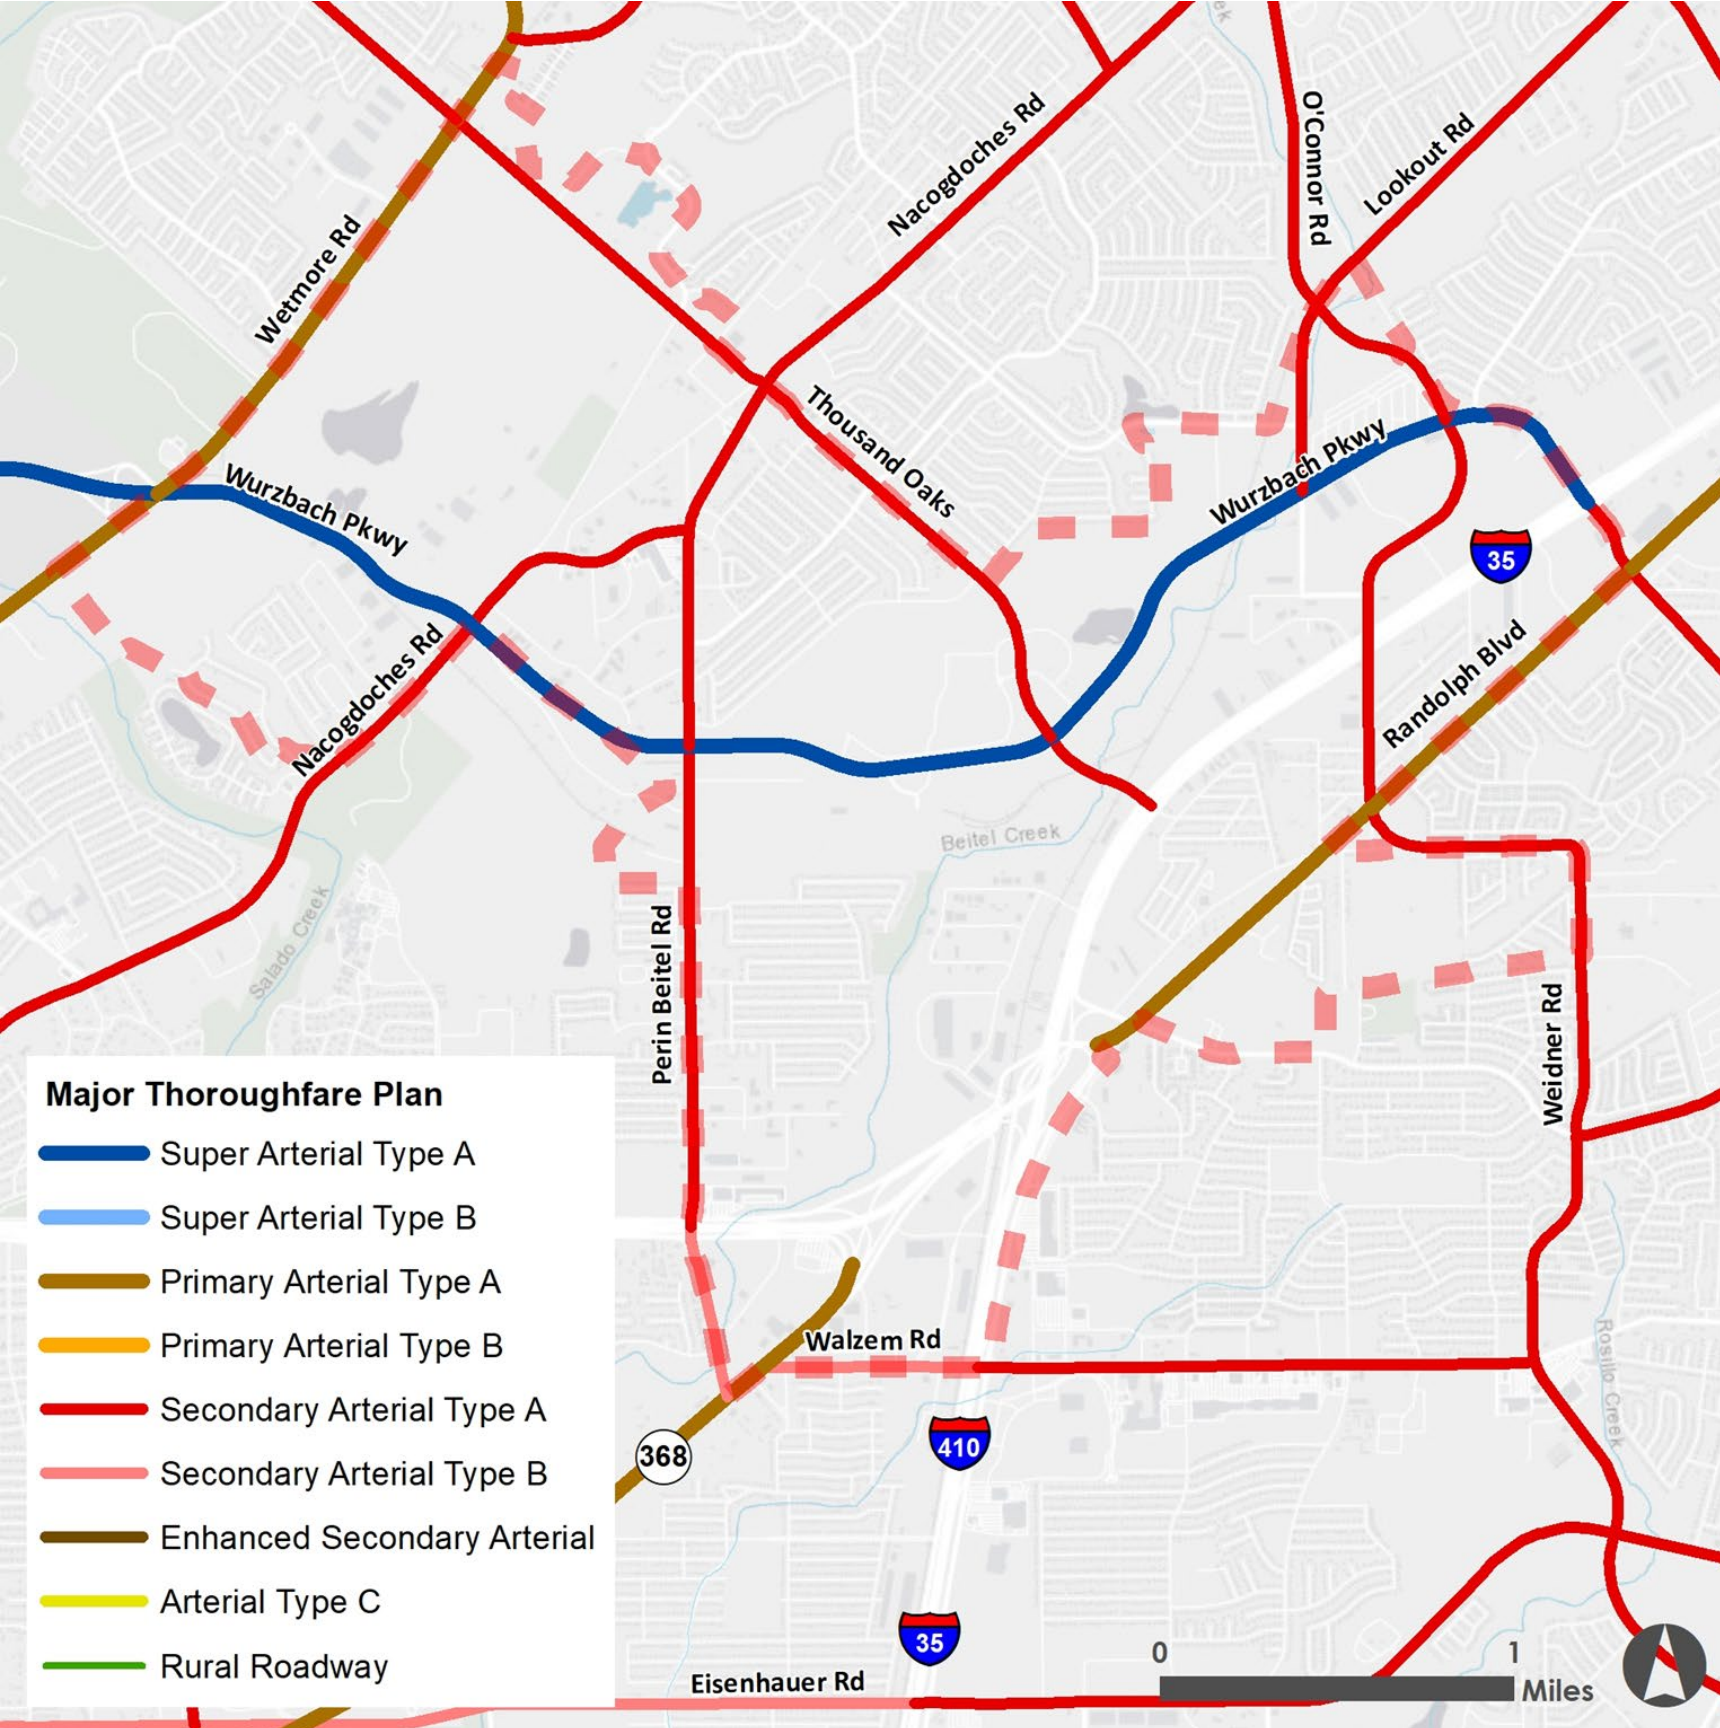 ek
O'Connor Rd
Lookout Rd
Nacogdoches Rd
Wetmore Rd
Thousand Oaks
Wurzbach Pkwy
Wurzbach Pkwy
35
Nacogdoches Rd
Randolph Blvd
Beitel Creek
Salado Creek
Perin Beitel Rd
Weidner Rd
Major Thoroughfare Plan
Super Arterial Type A
Super Arterial Type B
Primary Arterial Type A
Primary Arterial Type B
Secondary Arterial Type A
Secondary Arterial Type B
Enhanced Secondary Arterial
Arterial Type C
Rural Roadway
Walzem Rd
Rosillo Creek
368
410
35
Eisenhauer Rd
0 1
Miles